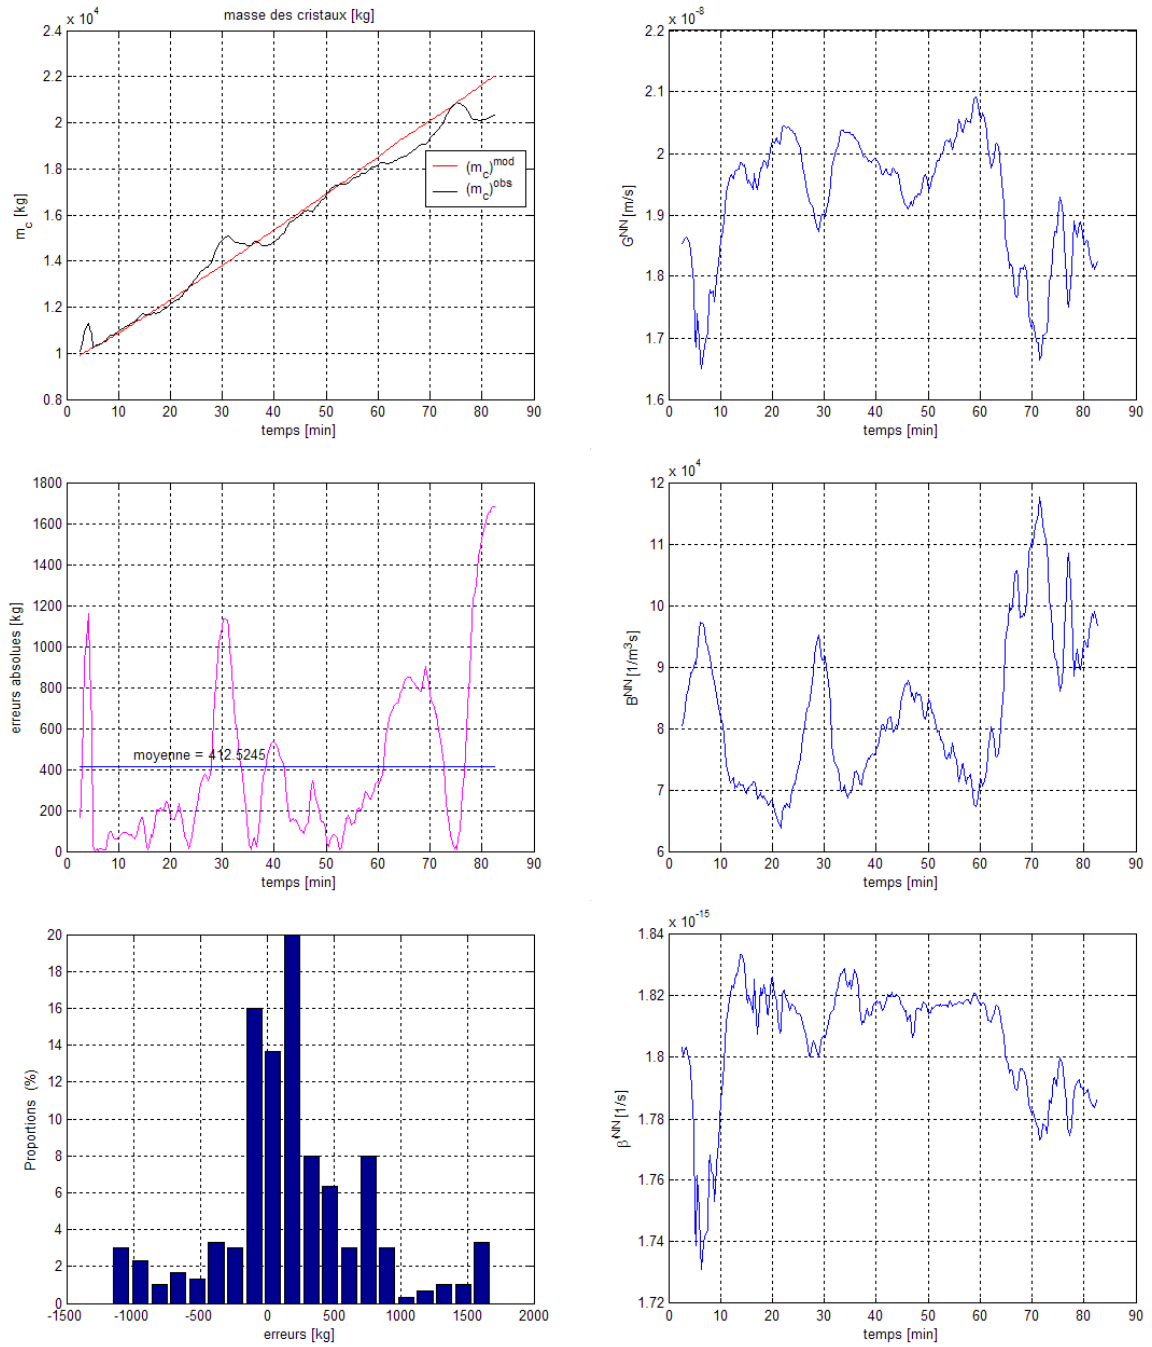 masse des cristaux [kg]
x 10^4
2.4
2.2
2
1.8
1.6
1.4
1.2
1
0.8
m_c [kg]
(m_c)^mod
(m_c)^obs
0 10 20 30 40 50 60 70 80 90
temps [min]
x 10^-8
2.2
2.1
2
1.9
1.8
1.7
1.6
G^NN [m/s]
0 10 20 30 40 50 60 70 80 90
temps [min]
1800
1600
1400
1200
1000
800
600
400
200
0
erreurs absolues [kg]
moyenne = 412.5245
0 10 20 30 40 50 60 70 80 90
temps [min]
x 10^4
12
11
10
9
8
7
6
B^NN [1/m^3s]
0 10 20 30 40 50 60 70 80 90
temps [min]
20
18
16
14
12
10
8
6
4
2
0
Proportions (%)
-1500 -1000 -500 0 500 1000 1500 2000
erreurs [kg]
x 10^-15
1.84
1.82
1.8
1.78
1.76
1.74
1.72
β'^NN [1/s]
0 10 20 30 40 50 60 70 80 90
temps [min]